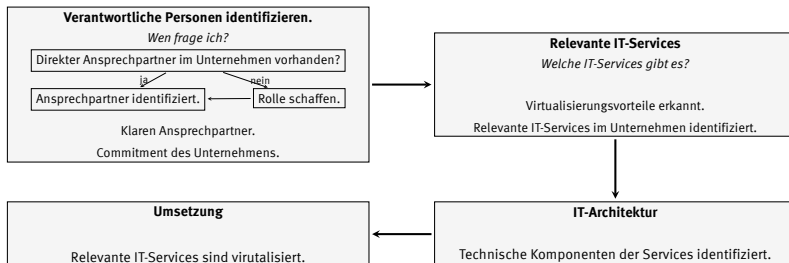 Verantwortliche Personen identifizieren.
Wen frage ich?
Direkter Ansprechpartner im Unternehmen vorhanden?
ja
nein
Ansprechpartner identifiziert.
Rolle schaffen.
Klaren Ansprechpartner.
Commitment des Unternehmens.
Relevante IT-Services
Welche IT-Services gibt es?
Virtualisierungsvorteile erkannt.
Relevante IT-Services im Unternehmen identifiziert.
IT-Architektur
Technische Komponenten der Services identifiziert.
Umsetzung
Relevante IT-Services sind virutalisiert.